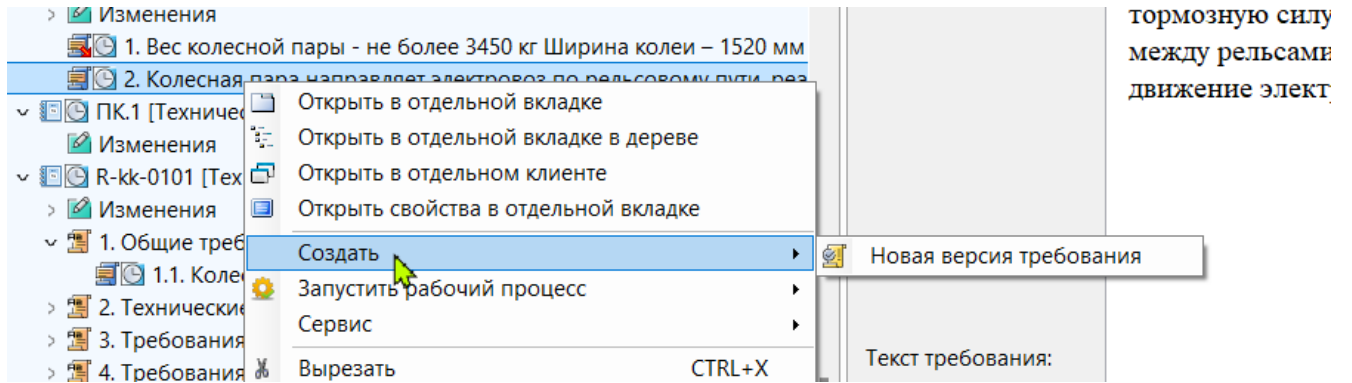 Изменения
1. Вес колесной пары - не более 3450 кг Ширина колеи – 1520 мм
2. Колесная пара направляет электровоз по рельсовому пути, реа
ПК.1 [Техничес
Изменения
R-kk-0101 [Тех
Изменения
1. Общие треб
1.1. Колес
2. Технические
3. Требования
4. Требования
Открыть в отдельной вкладке
Открыть в отдельной вкладке в дереве
Открыть в отдельном клиенте
Открыть свойства в отдельной вкладке
Создать
Запустить рабочий процесс
Сервис
Вырезать CTRL+X
Новая версия требования
тормозную силу
между рельсами
движение элект
Текст требования: